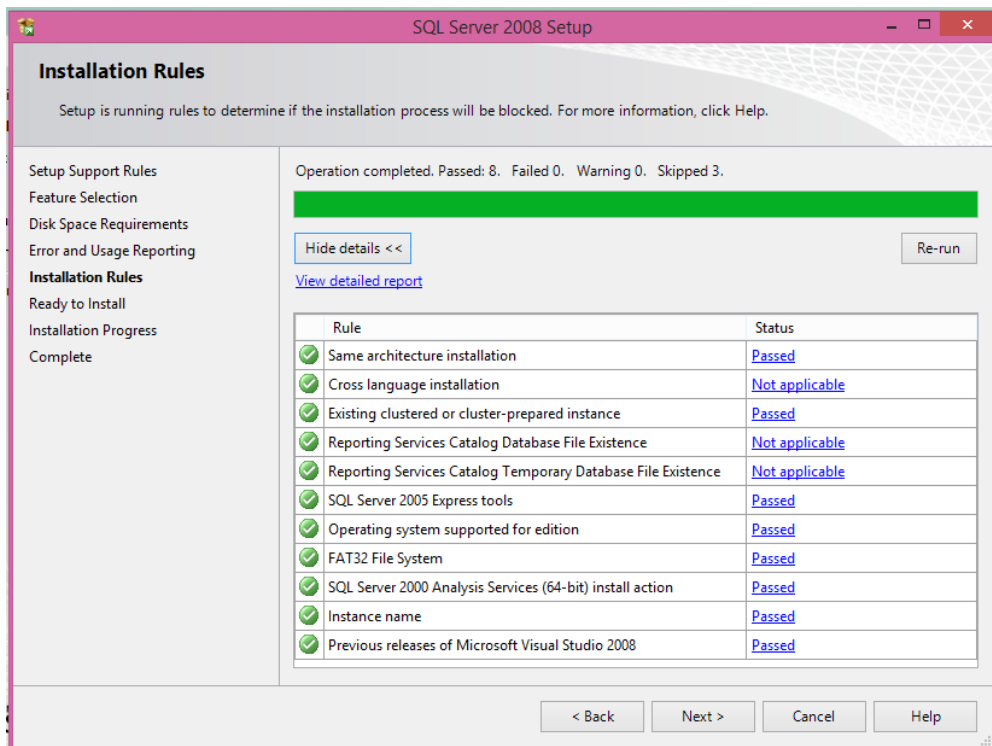 SQL Server 2008 Setup
Installation Rules
Setup is running rules to determine if the installation process will be blocked. For more information, click Help.
Setup Support Rules
Feature Selection
Disk Space Requirements
Error and Usage Reporting
Installation Rules
Ready to Install
Installation Progress
Complete
Operation completed. Passed: 8. Failed 0. Warning 0. Skipped 3.
Hide details << Re-run
View detailed report
Rule Status
Same architecture installation Passed
Cross language installation Not applicable
Existing clustered or cluster-prepared instance Passed
Reporting Services Catalog Database File Existence Not applicable
Reporting Services Catalog Temporary Database File Existence Not applicable
SQL Server 2005 Express tools Passed
Operating system supported for edition Passed
FAT32 File System Passed
SQL Server 2000 Analysis Services (64-bit) install action Passed
Instance name Passed
Previous releases of Microsoft Visual Studio 2008 Passed
< Back Next > Cancel Help